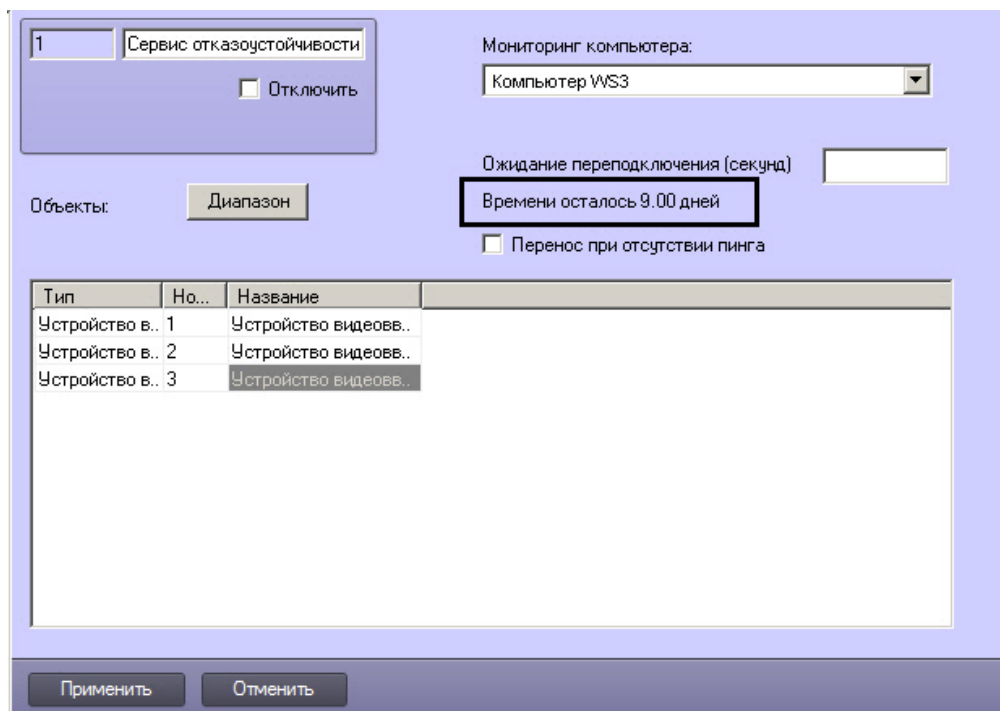 1
Сервис отказоустойчивости
Отключить
Мониторинг компьютера:
Компьютер WS3
Ожидание переподключения (секунд)
Объекты:
Диапазон
Времени осталось 9.00 дней
Перенос при отсутствии пинга
Тип Но... Название
Устройство в.. 1 Устройство видеовв..
Устройство в.. 2 Устройство видеовв..
Устройство в.. 3 Устройство видеовв..
Применить Отменить